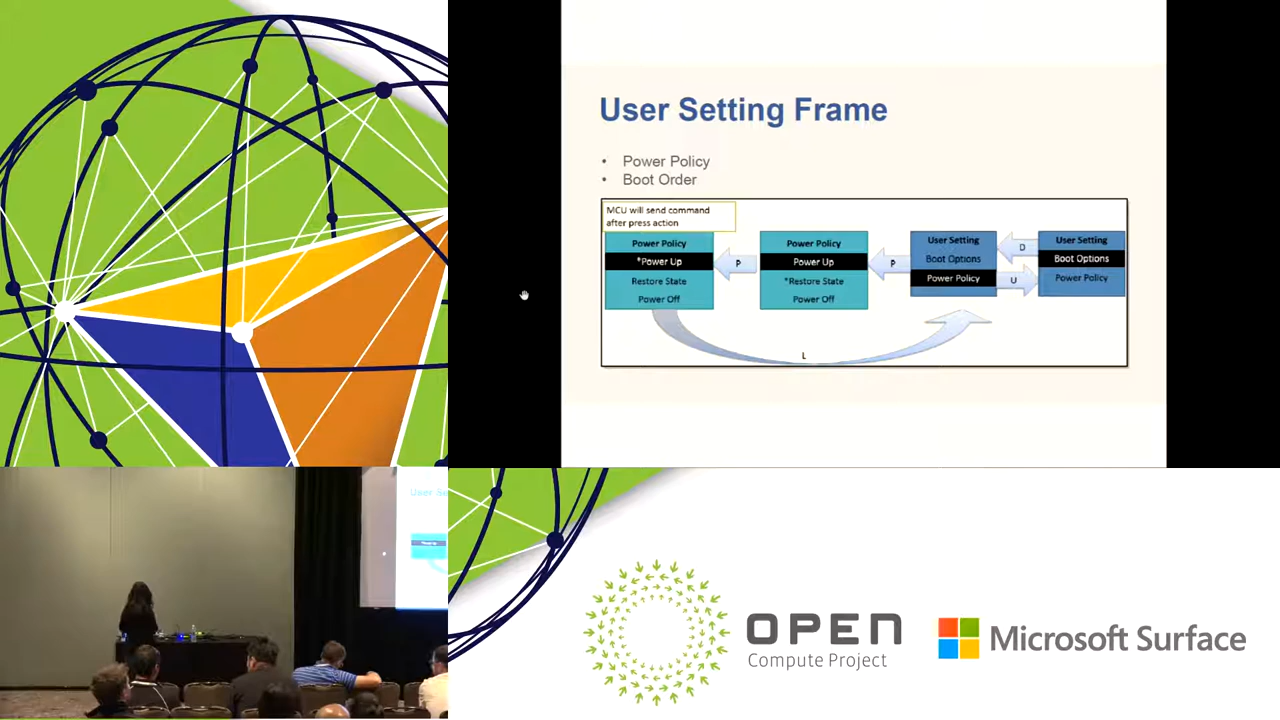 User Setting Frame
• Power Policy
• Boot Order
MCU will send command
after press action
Power Policy
*Power Up
Restore State
Power Off
P
Power Policy
Power Up
*Restore State
Power Off
P
User Setting
Boot Options
Power Policy
D
U
User Setting
Boot Options
Power Policy
L
User Se
OPEN
Compute Project
Microsoft Surface